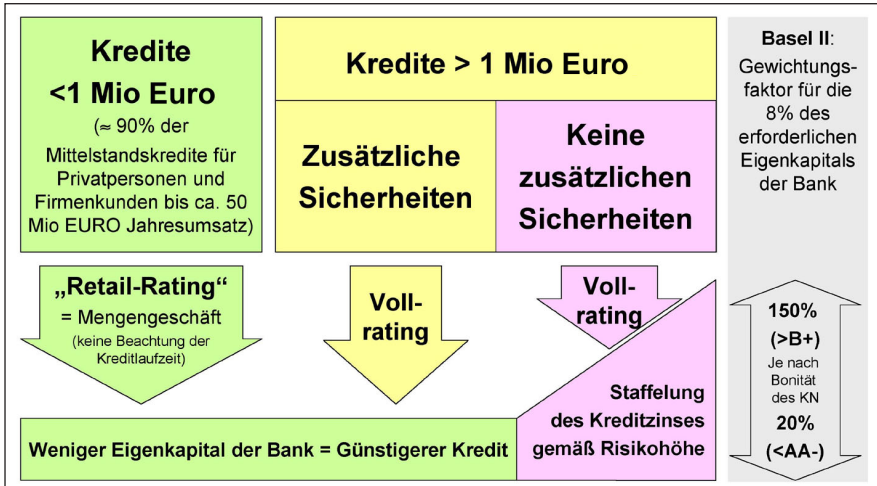 Kredite
<1 Mio Euro
(≈ 90% der
Mittelstandskredite für
Privatpersonen und
Firmenkunden bis ca. 50
Mio EURO Jahresumsatz)
Kredite > 1 Mio Euro
Zusätzliche
Sicherheiten
Keine
zusätzlichen
Sicherheiten
Basel II:
Gewichtungs-
faktor für die
8% des
erforderlichen
Eigenkapitals
der Bank
„Retail-Rating“
= Mengengeschäft
(keine Beachtung der
Kreditlaufzeit)
Voll-
rating
Voll-
rating
150%
(>B+)
Je nach
Bonität
des KN
20%
(<AA-)
Weniger Eigenkapital der Bank = Günstigerer Kredit
Staffelung
des Kreditzinses
gemäß Risikohöhe